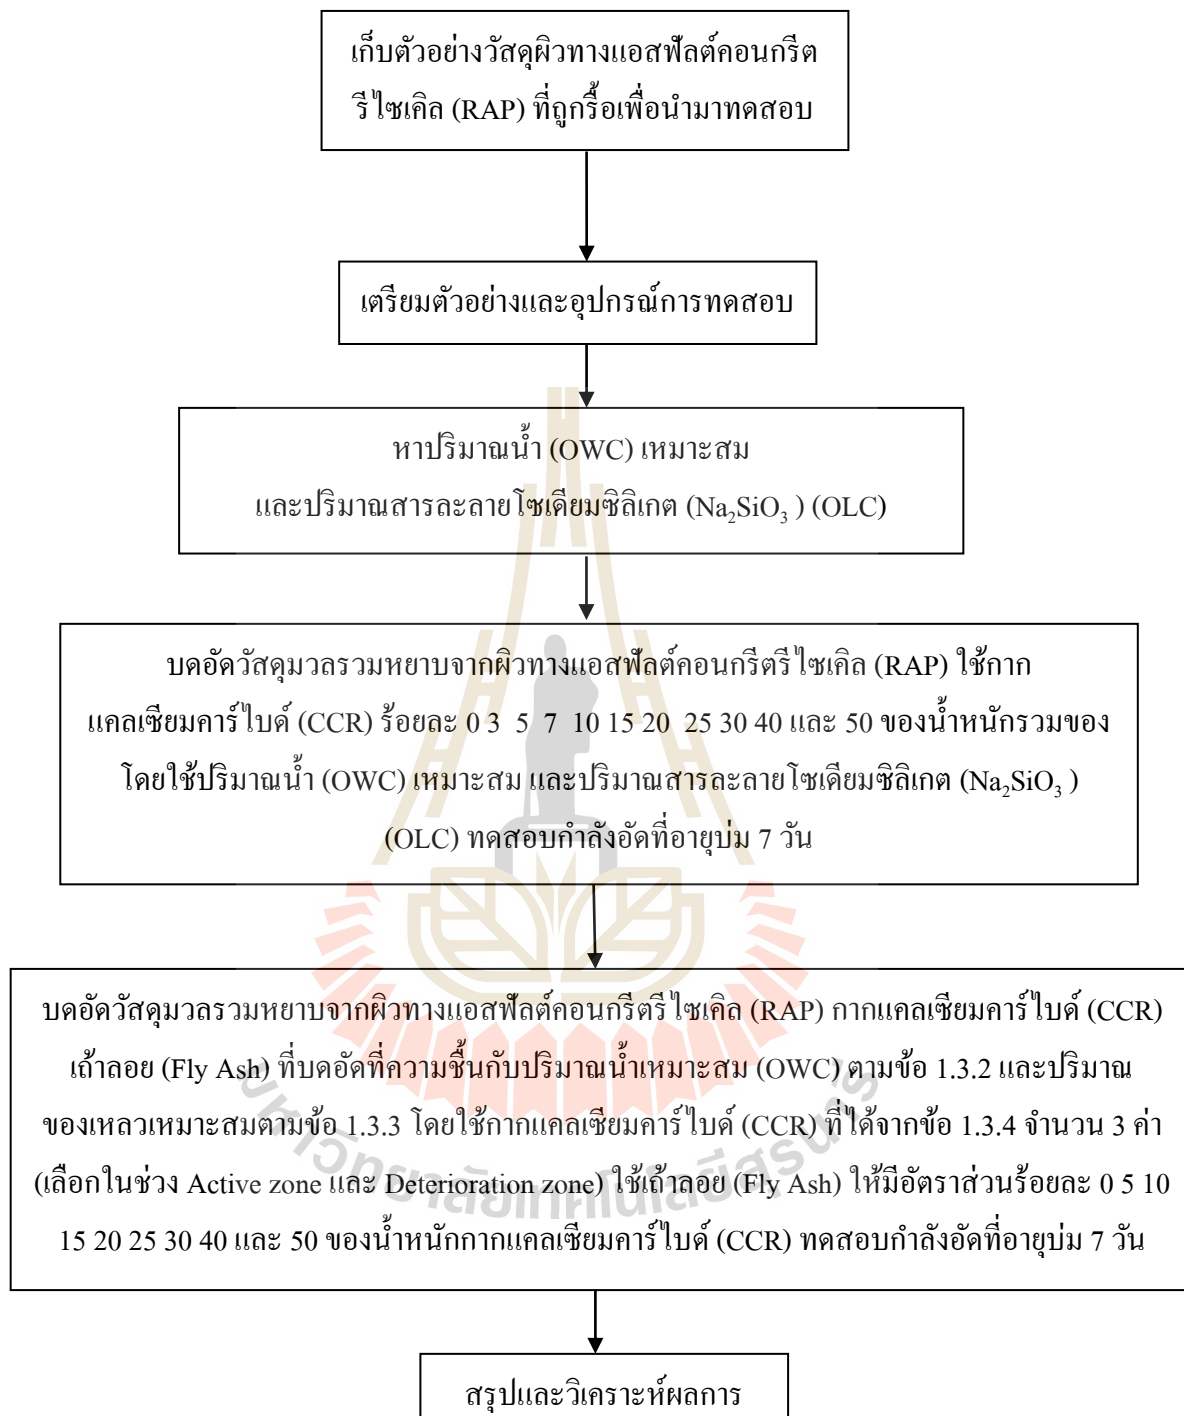 เก็บตัวอย่างวัสดุผิวทางแอสฟัลต์คอนกรีต
รีไซเคิล (RAP) ที่ถูกรื้อเพื่อนำมาทดสอบ
เตรียมตัวอย่างและอุปกรณ์การทดสอบ
หาปริมาณน้ำ (OWC) เหมาะสม
และปริมาณสารละลายโซเดียมซิลิเกต (Na₂SiO₃ ) (OLC)
บดอัดวัสดุมวลรวมหยาบจากผิวทางแอสฟัลต์คอนกรีตรีไซเคิล (RAP) ใช้กาก
แคลเซียมคาร์ไบด์ (CCR) ร้อยละ 0 3 5 7 10 15 20 25 30 40 และ 50 ของน้ำหนักรวมของ
โดยใช้ปริมาณน้ำ (OWC) เหมาะสม และปริมาณสารละลายโซเดียมซิลิเกต (Na₂SiO₃ )
(OLC) ทดสอบกำลังอัดที่อายุบ่ม 7 วัน
บดอัดวัสดุมวลรวมหยาบจากผิวทางแอสฟัลต์คอนกรีตรีไซเคิล (RAP) กากแคลเซียมคาร์ไบด์ (CCR)
เถ้าลอย (Fly Ash) ที่บดอัดที่ความชื้นกับปริมาณน้ำเหมาะสม (OWC) ตามข้อ 1.3.2 และปริมาณ
ของเหลวเหมาะสมตามข้อ 1.3.3 โดยใช้กากแคลเซียมคาร์ไบด์ (CCR) ที่ได้จากข้อ 1.3.4 จำนวน 3 ค่า
(เลือกในช่วง Active zone และ Deterioration zone) ใช้เถ้าลอย (Fly Ash) ให้มีอัตราส่วนร้อยละ 0 5 10
15 20 25 30 40 และ 50 ของน้ำหนักกากแคลเซียมคาร์ไบด์ (CCR) ทดสอบกำลังอัดที่อายุบ่ม 7 วัน
มหาวิทยาลัยเทคโนโลยีสุรนารี
สรุปและวิเคราะห์ผลการ